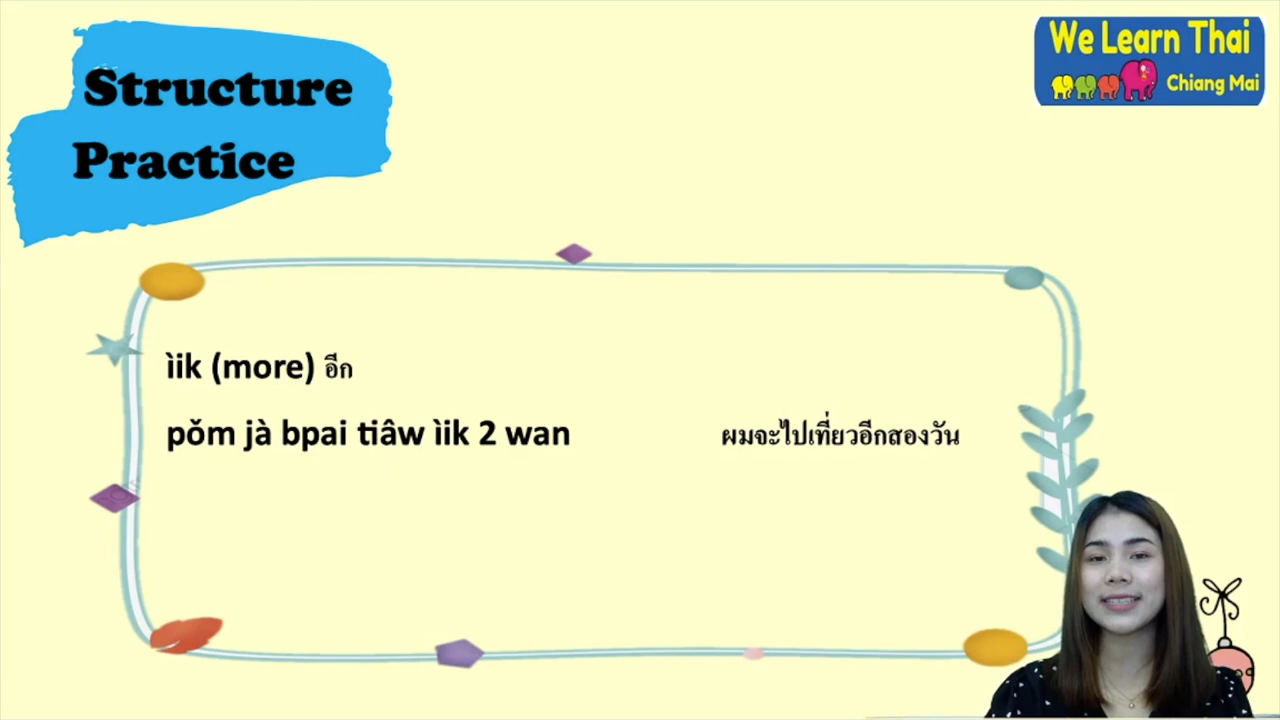 Structure
Practice
We Learn Thai
Chiang Mai
ìik (more) อีก
pǒm jà bpai tiâw ìik 2 wan
ผมจะไปเที่ยวอีกสองวัน